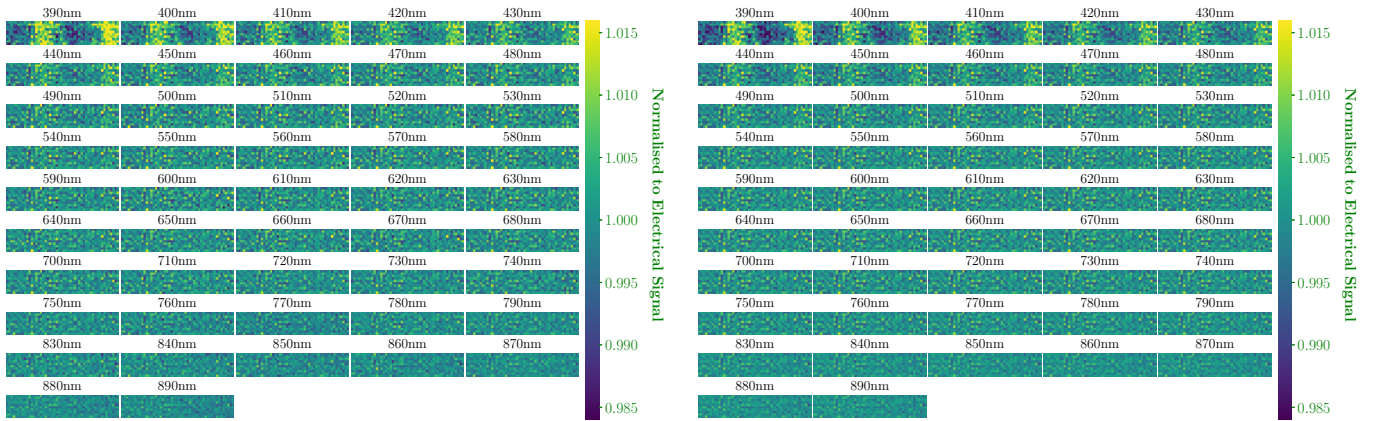 390nm 400nm 410nm 420nm 430nm
440nm 450nm 460nm 470nm 480nm
490nm 500nm 510nm 520nm 530nm
540nm 550nm 560nm 570nm 580nm
590nm 600nm 610nm 620nm 630nm
640nm 650nm 660nm 670nm 680nm
700nm 710nm 720nm 730nm 740nm
750nm 760nm 770nm 780nm 790nm
830nm 840nm 850nm 860nm 870nm
880nm 890nm
1.015
1.010
1.005
1.000
0.995
0.990
0.985
Normalised to Electrical Signal
390nm 400nm 410nm 420nm 430nm
440nm 450nm 460nm 470nm 480nm
490nm 500nm 510nm 520nm 530nm
540nm 550nm 560nm 570nm 580nm
590nm 600nm 610nm 620nm 630nm
640nm 650nm 660nm 670nm 680nm
700nm 710nm 720nm 730nm 740nm
750nm 760nm 770nm 780nm 790nm
830nm 840nm 850nm 860nm 870nm
880nm 890nm
1.015
1.010
1.005
1.000
0.995
0.990
0.985
Normalised to Electrical Signal